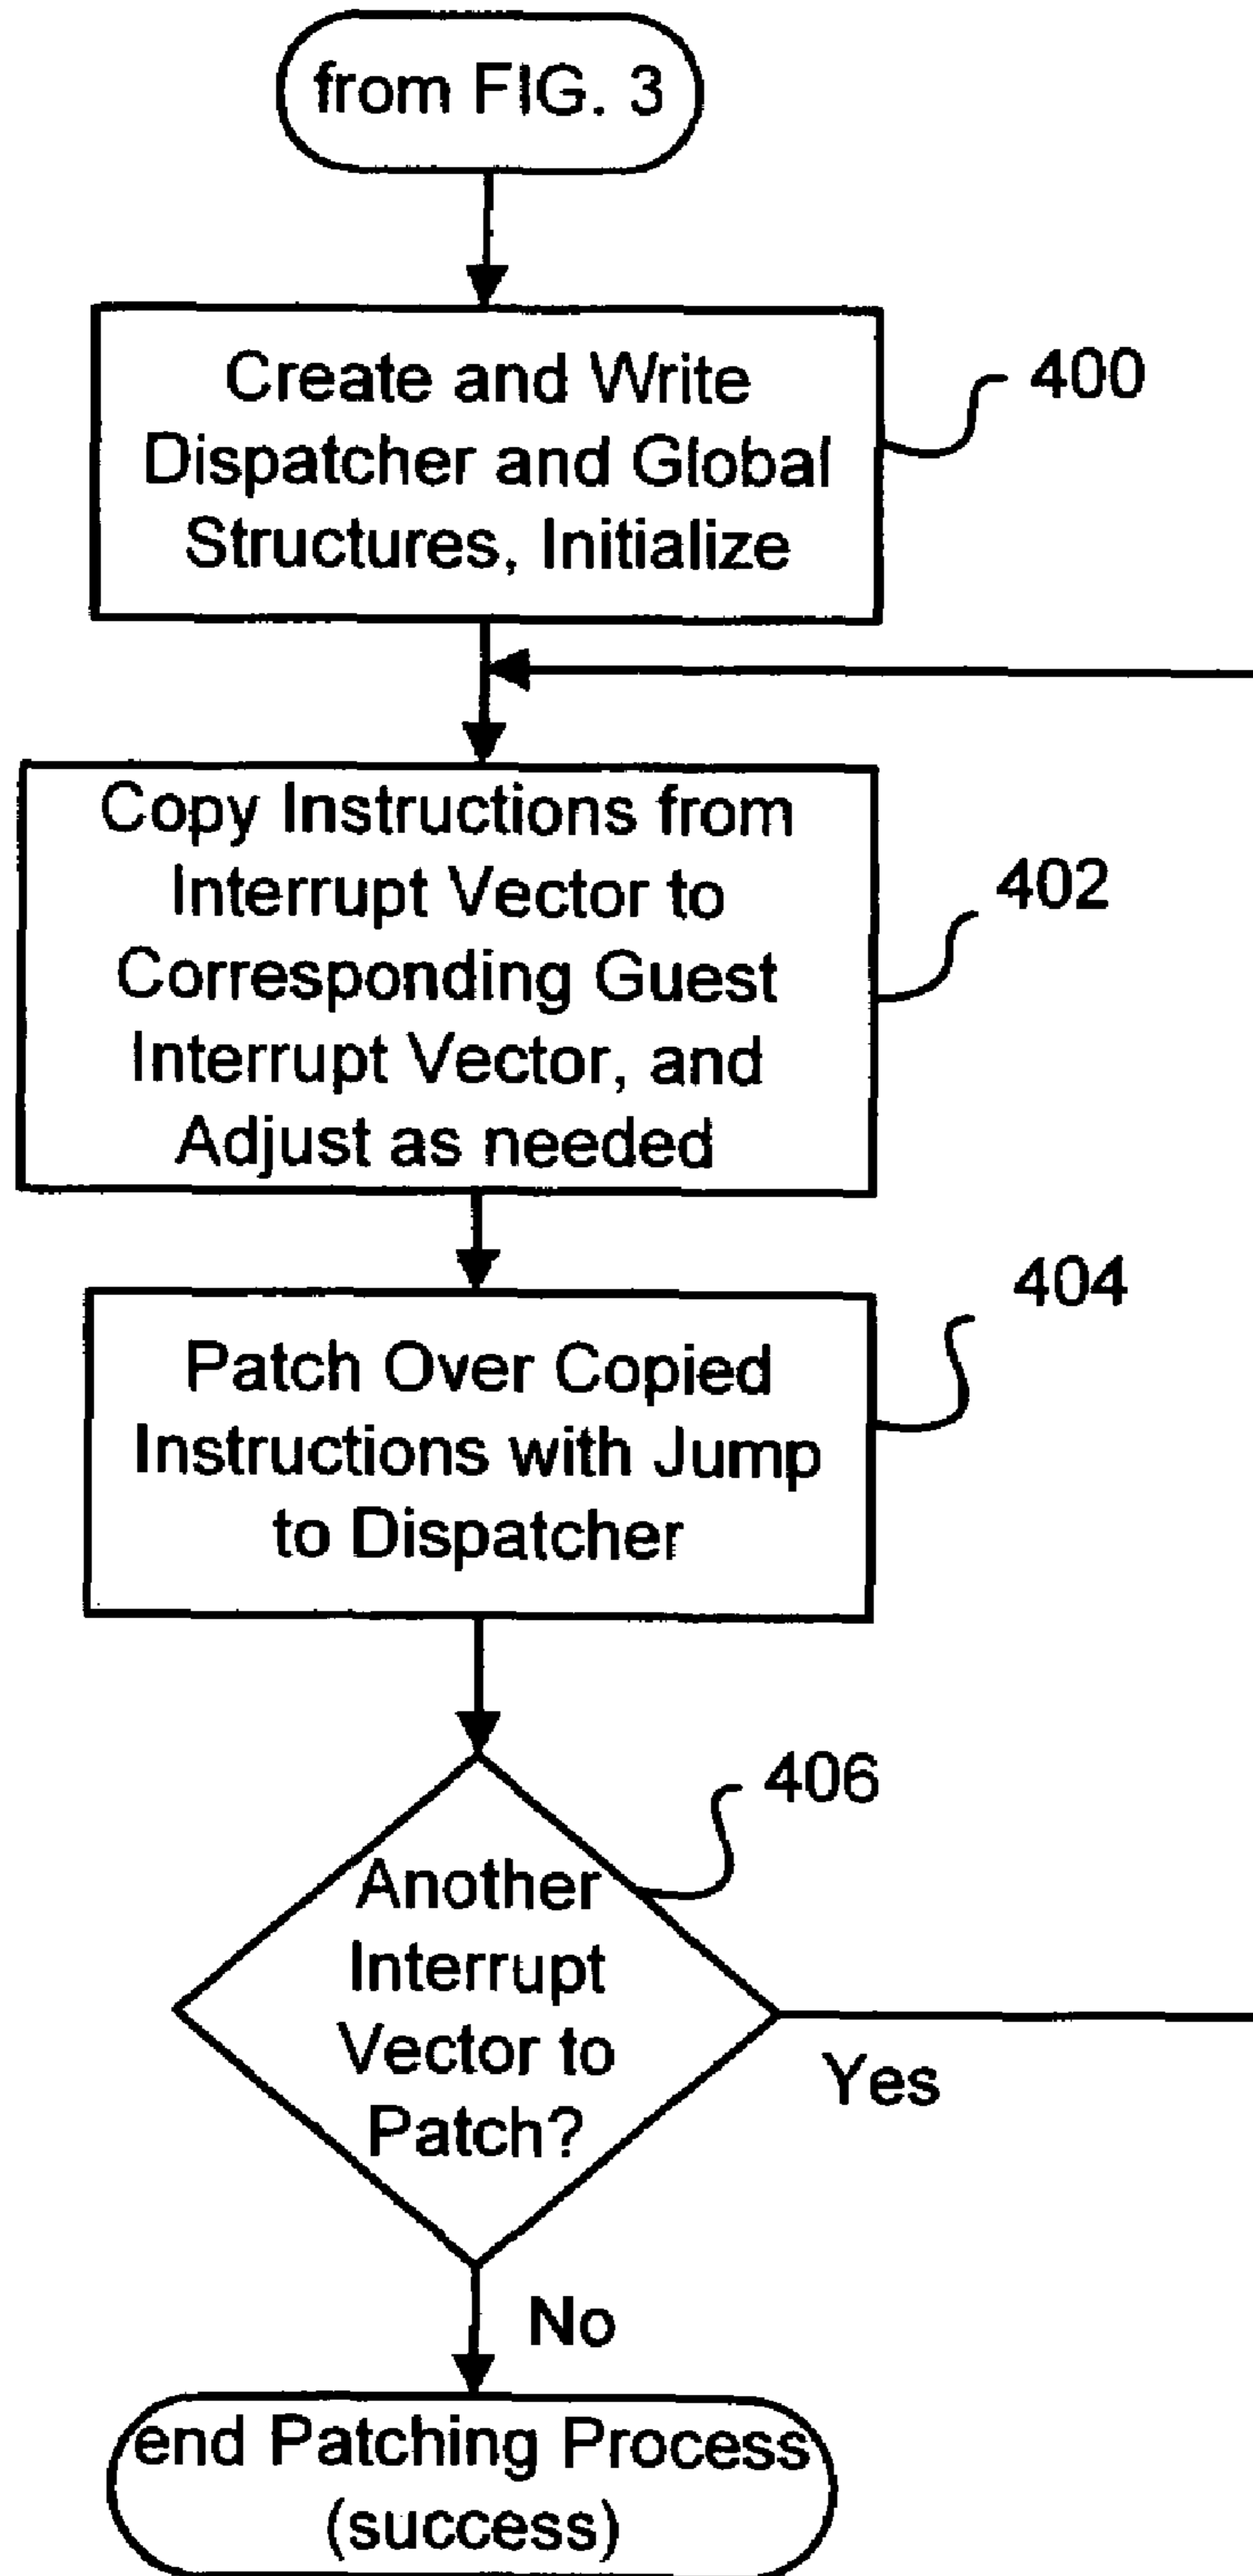 from FIG. 3
Create and Write
Dispatcher and Global
Structures, Initialize
400
Copy Instructions from
Interrupt Vector to
Corresponding Guest
Interrupt Vector, and
Adjust as needed
402
Patch Over Copied
Instructions with Jump
to Dispatcher
404
Another
Interrupt
Vector to
Patch?
406
Yes
No
end Patching Process
(success)